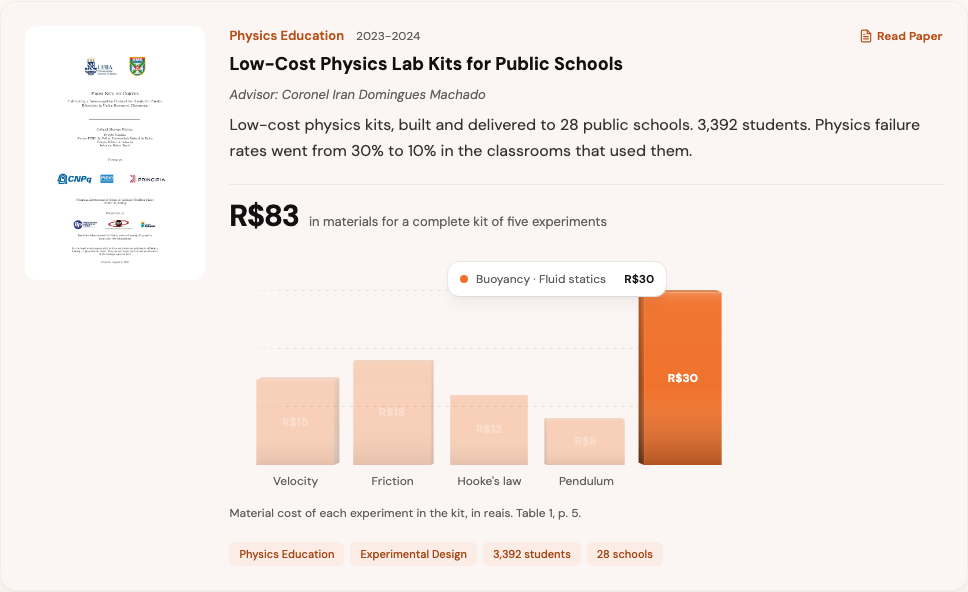 Physics Education 2023-2024
Read Paper
Low-Cost Physics Lab Kits for Public Schools
Advisor: Coronel Iran Domingues Machado
Low-cost physics kits, built and delivered to 28 public schools. 3,392 students. Physics failure
rates went from 30% to 10% in the classrooms that used them.
R$83 in materials for a complete kit of five experiments
Buoyancy · Fluid statics R$30
R$15
R$18
R$12
R$8
R$30
Velocity
Friction
Hooke's law
Pendulum
Material cost of each experiment in the kit, in reais. Table 1, p. 5.
Physics Education
Experimental Design
3,392 students
28 schools
UFBA
From Kits to Cortex
CNPq
PRINCIPIA